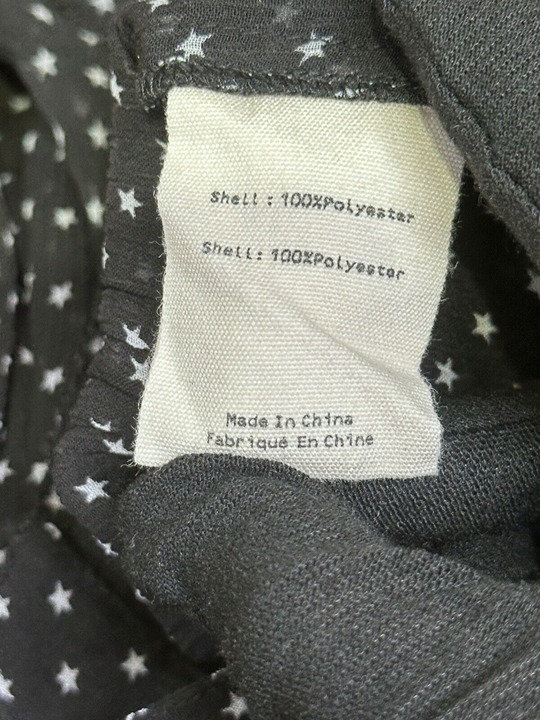 Shell : 100%Polyester
Shell: 100%Polyester
Made In China
Fabriqué En Chine